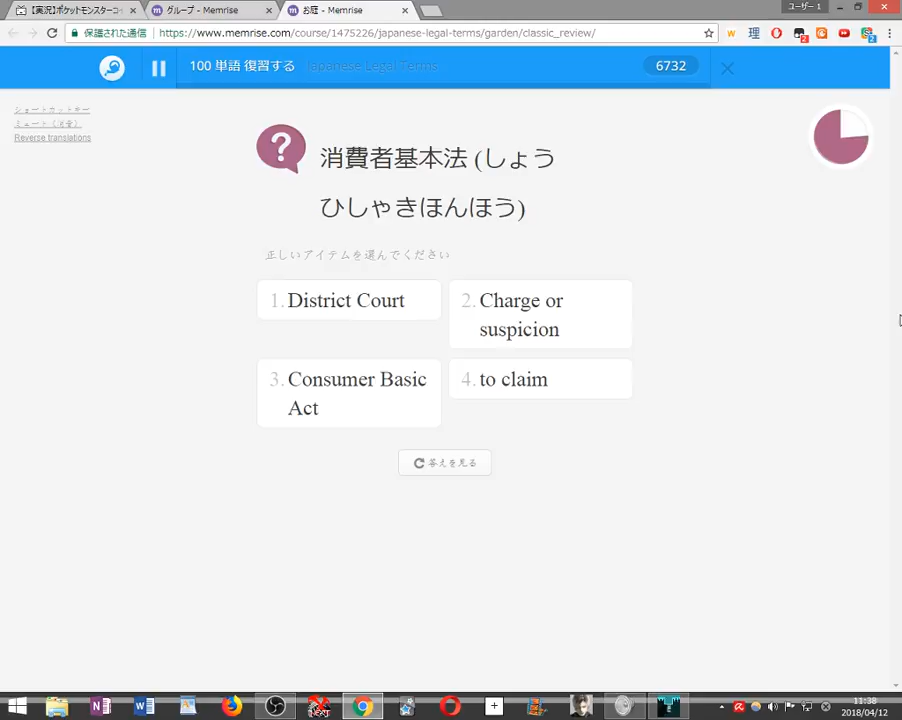 【実況】ポケットモンスターコ
グループ - Memrise
お庭 - Memrise
ユーザー 1
保護された通信
https://www.memrise.com/course/1475226/japanese-legal-terms/garden/classic_review/
100 単語 復習する
Japanese Legal Terms
6732
ショートカットキー
ミュート (消音)
Reverse translations
消費者基本法 (しょう
ひしゃきほんほう)
正しいアイテムを選んでください
1. District Court
2. Charge or
suspicion
3. Consumer Basic
Act
4. to claim
答えを見る
11:38
2018/04/12